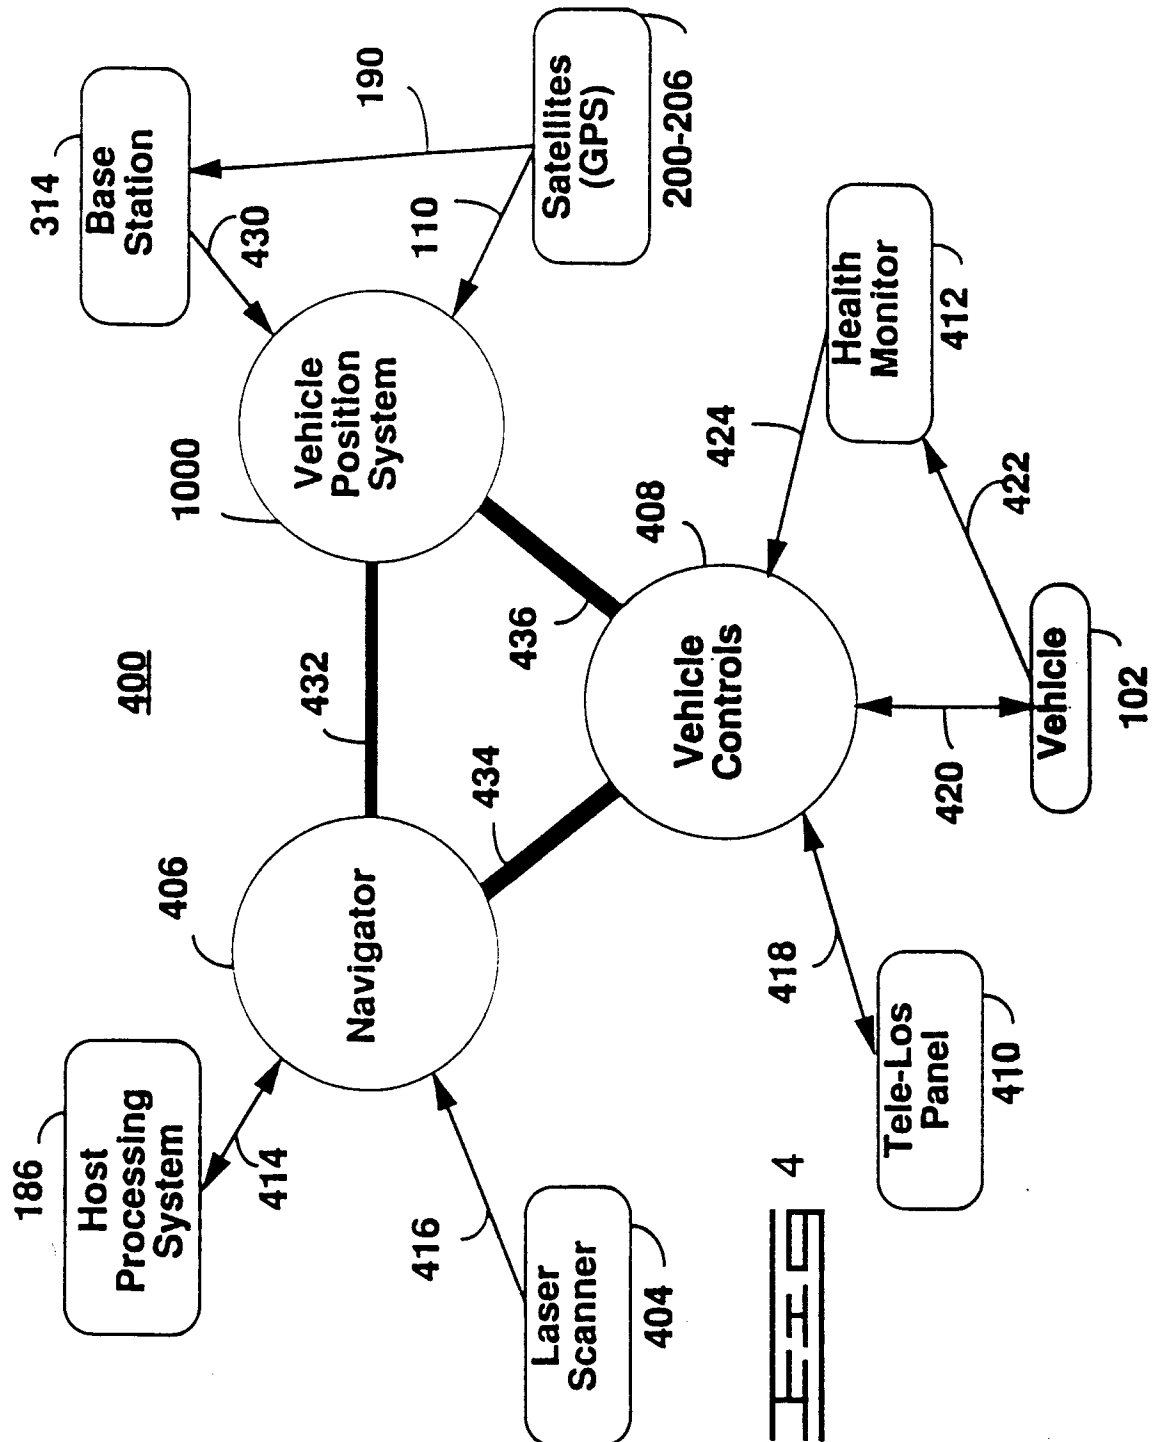 400
186
Host
Processing
System
414
406
Navigator
432
1000
Vehicle
Position
System
314
Base
Station
430
190
110
Satellites
(GPS)
200-206
416
Laser
Scanner
404
434
436
408
Vehicle
Controls
424
Health
Monitor
412
418
Tele-Los
Panel
410
420
422
Vehicle
102
FIG. 4